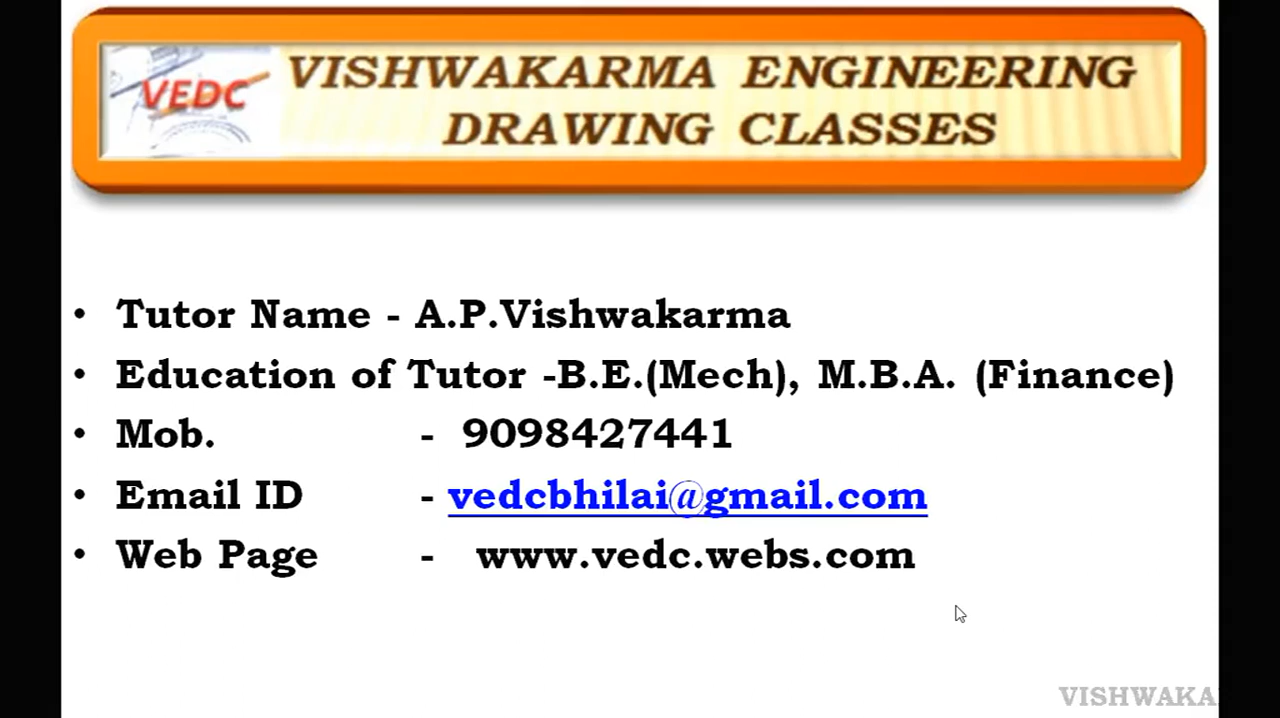 VEDC
VISHWAKARMA ENGINEERING
DRAWING CLASSES
• Tutor Name - A.P.Vishwakarma
• Education of Tutor -B.E.(Mech), M.B.A. (Finance)
• Mob. - 9098427441
• Email ID - vedcbhilai@gmail.com
• Web Page - www.vedc.webs.com
VISHWAKA